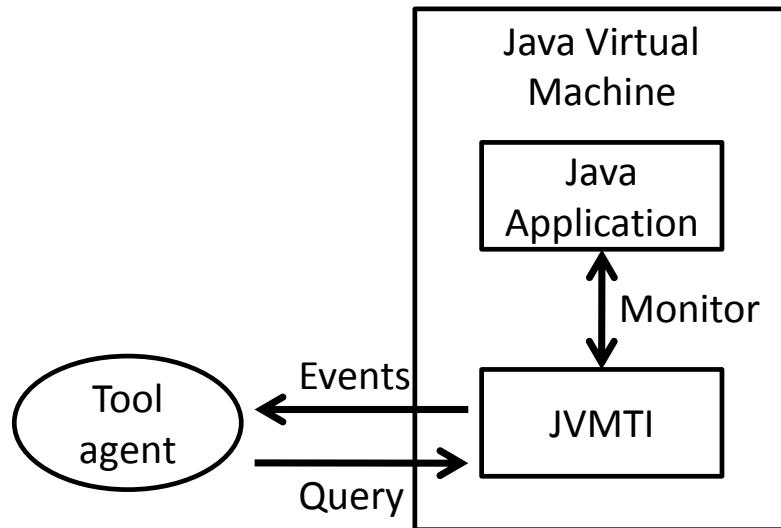 Java Virtual
Machine
Java
Application
Monitor
Events
Tool
agent
JVMTI
Query